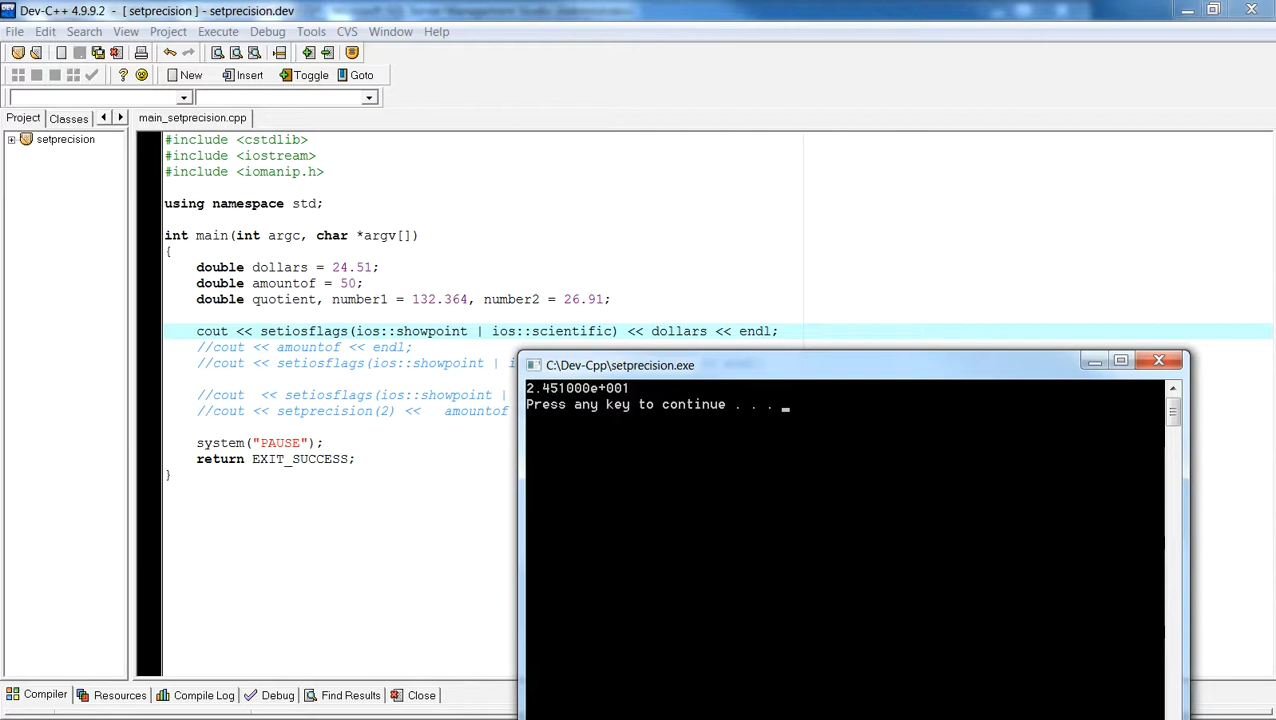 Dev-C++ 4.9.9.2 - [ setprecision ] - setprecision.dev
File Edit Search View Project Execute Debug Tools CVS Window Help
New Insert Toggle Goto
Project Classes main_setprecision.cpp
setprecision
#include <cstdlib>
#include <iostream>
#include <iomanip.h>
using namespace std;
int main(int argc, char *argv[])
{
double dollars = 24.51;
double amountof = 50;
double quotient, number1 = 132.364, number2 = 26.91;
cout << setiosflags(ios::showpoint | ios::scientific) << dollars << endl;
//cout << amountof << endl;
//cout << setiosflags(ios::showpoint | i
//cout  << setiosflags(ios::showpoint |
//cout << setprecision(2) <<   amountof
system("PAUSE");
return EXIT_SUCCESS;
}
C:\Dev-Cpp\setprecision.exe
2.451000e+001
Press any key to continue . . . _
Compiler Resources Compile Log Debug Find Results Close